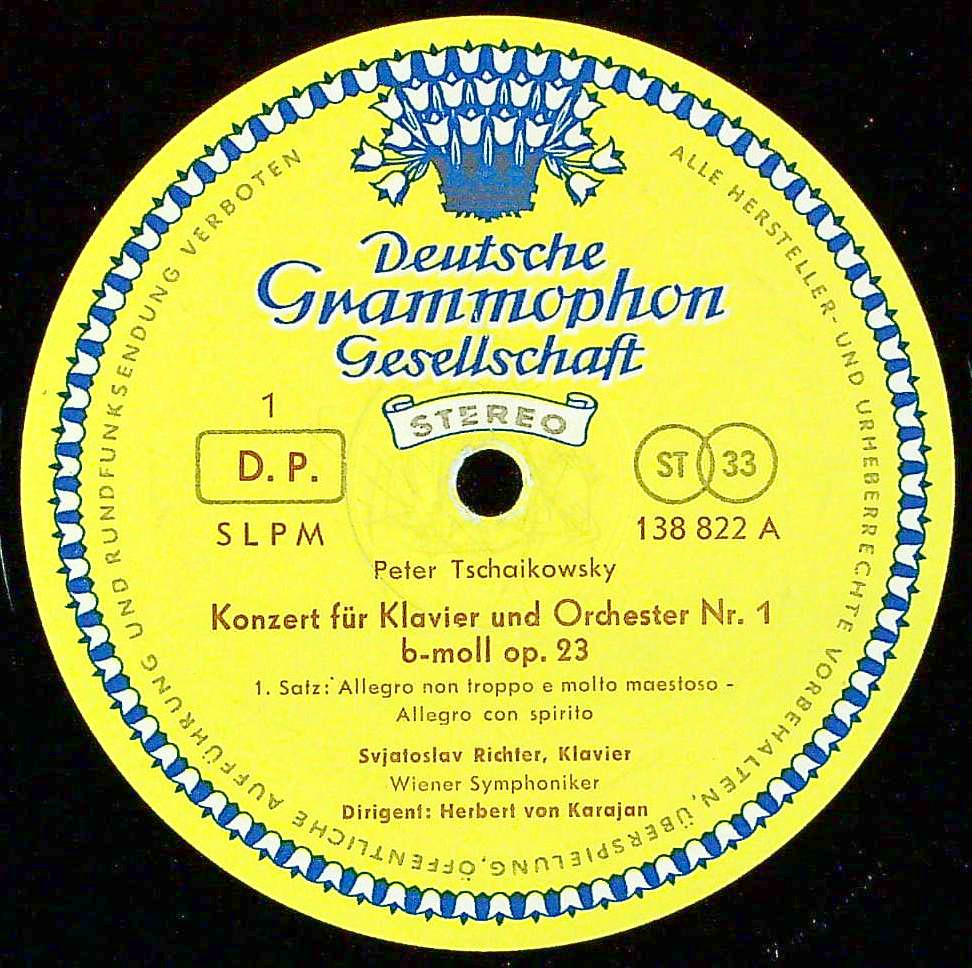 Deutsche
Grammophon
Gesellschaft
STEREO
1
D. P.
SLPM
ST 33
138 822 A
Peter Tschaikowsky
Konzert für Klavier und Orchester Nr. 1
b-moll op. 23
1. Satz: Allegro non troppo e molto maestoso -
Allegro con spirito
Svjatoslav Richter, Klavier
Wiener Symphoniker
Dirigent: Herbert von Karajan
ALLE HERSTELLER- UND URHEBERRECHTE VORBEHALTEN, ÜBERSPIELUNG, ÖFFENTLICHE AUFFÜHRUNG UND RUNDFUNKSENDUNG VERBOTEN